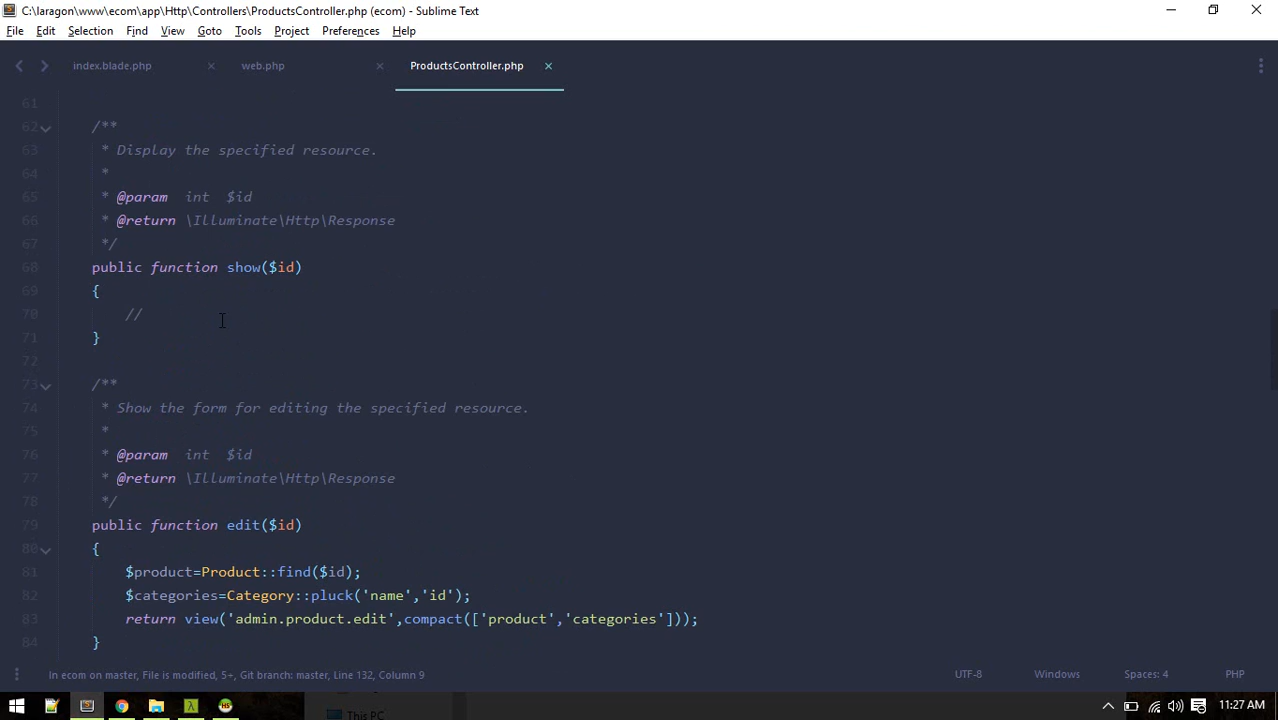 C:\laragon\www\ecom\app\Http\Controllers\ProductsController.php (ecom) - Sublime Text
File Edit Selection Find View Goto Tools Project Preferences Help
index.blade.php × web.php × ProductsController.php ×
61
62 /**
63 * Display the specified resource.
64 *
65 * @param  int  $id
66 * @return \Illuminate\Http\Response
67 */
68 public function show($id)
69 {
70 //
71 }
72
73 /**
74 * Show the form for editing the specified resource.
75 *
76 * @param  int  $id
77 * @return \Illuminate\Http\Response
78 */
79 public function edit($id)
80 {
81 $product=Product::find($id);
82 $categories=Category::pluck('name','id');
83 return view('admin.product.edit',compact(['product','categories']));
84 }
In ecom on master, File is modified, 5+, Git branch: master, Line 132, Column 9 UTF-8 Windows Spaces: 4 PHP
This PC
11:27 AM